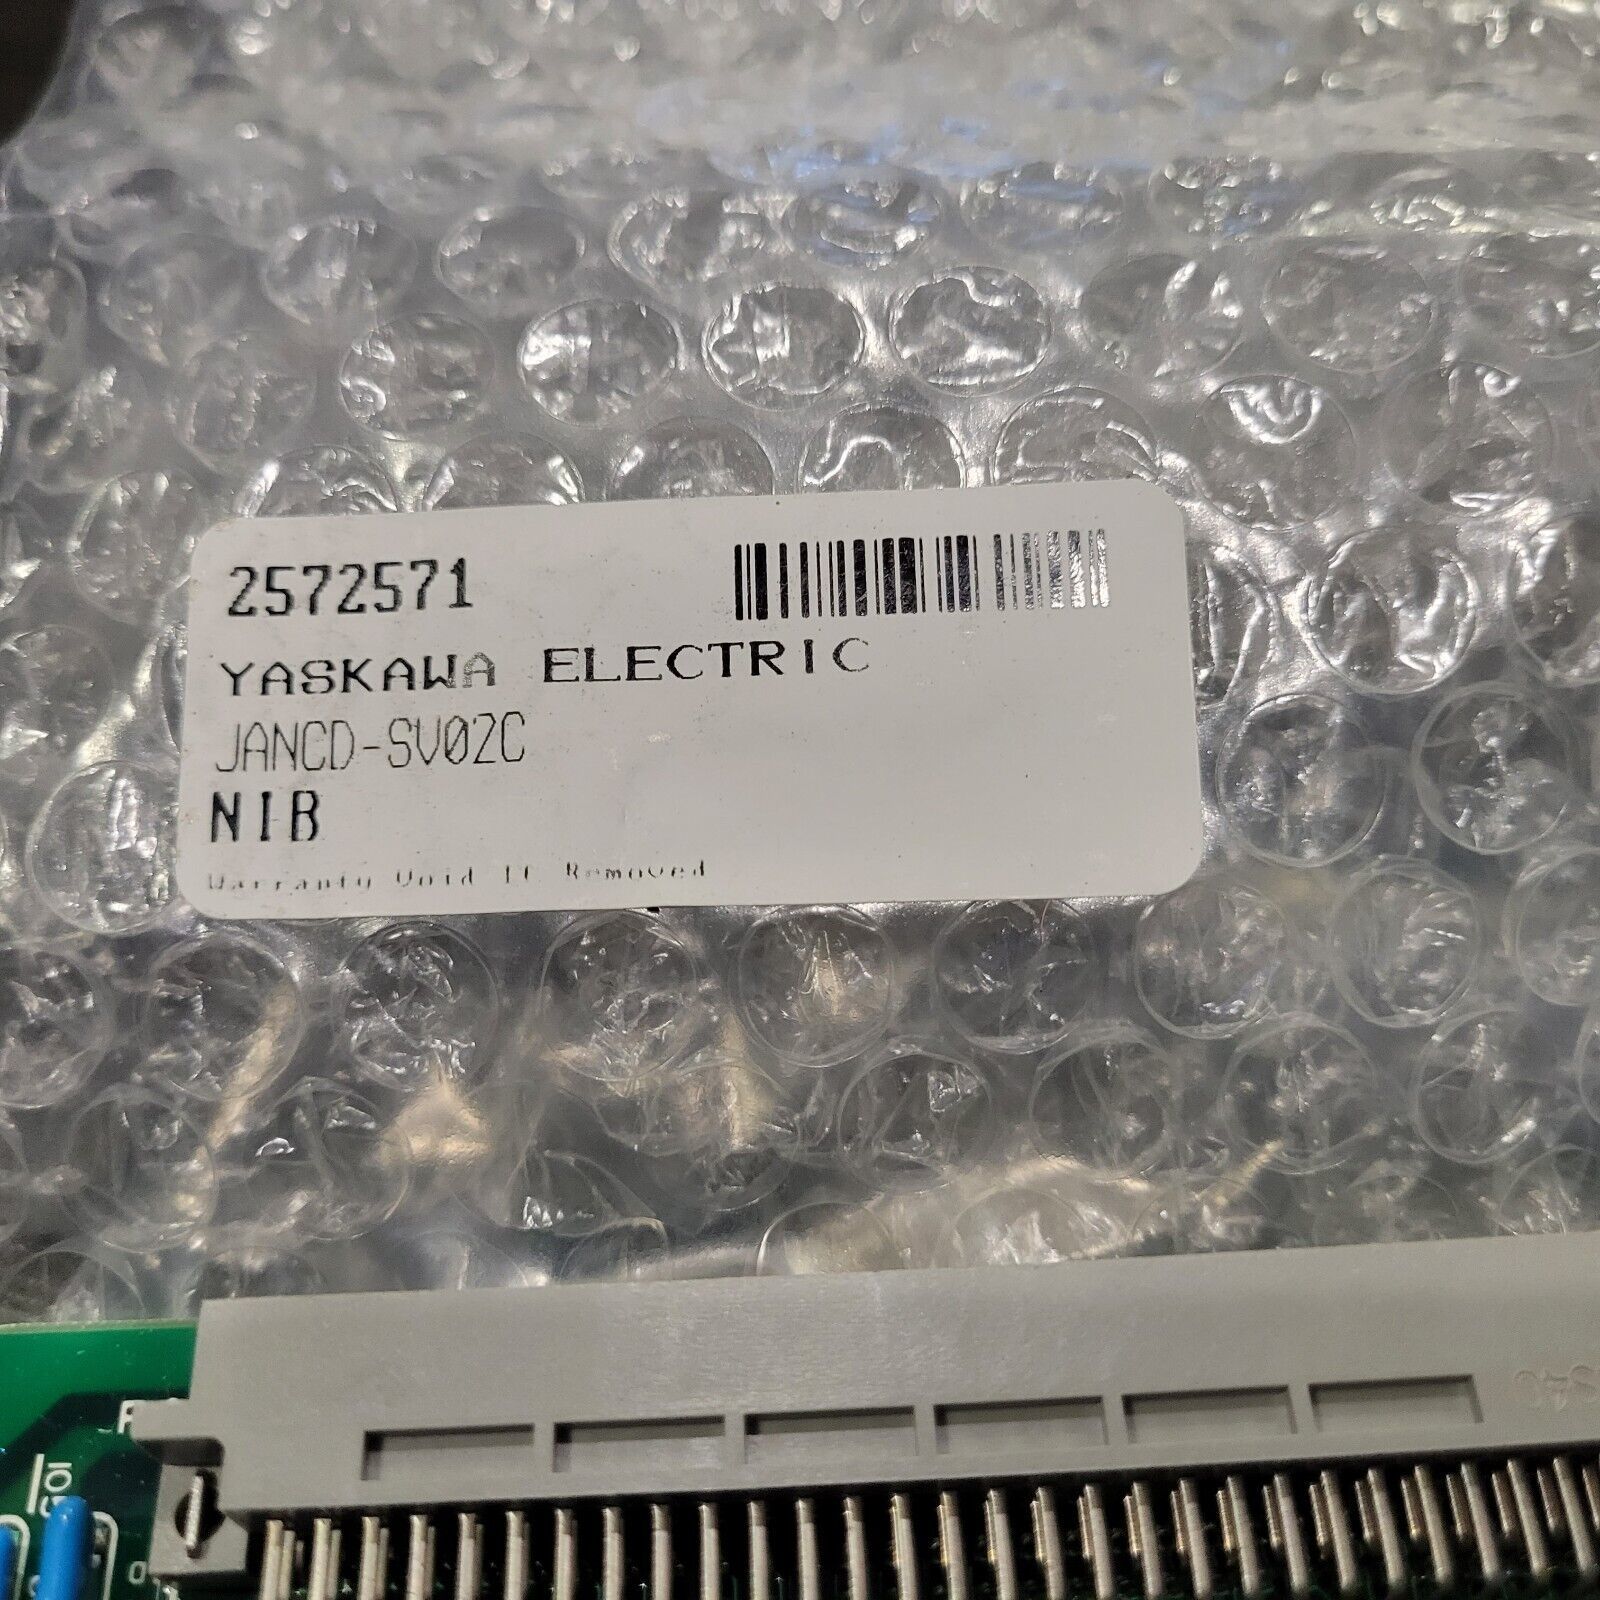 2572571
YASKAWA ELECTRIC
JANCD-SV02C
NIB
Warranty Void If Removed